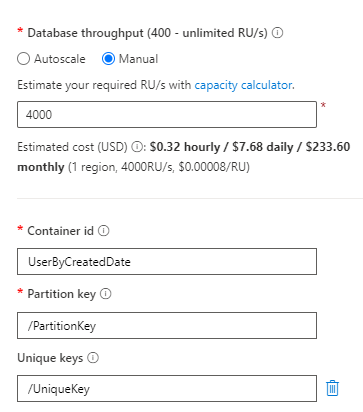 * Database throughput (400 - unlimited RU/s)
Autoscale Manual
Estimate your required RU/s with capacity calculator.
4000 *
Estimated cost (USD) : $0.32 hourly / $7.68 daily / $233.60
monthly (1 region, 4000RU/s, $0.00008/RU)
* Container id
UserByCreatedDate
* Partition key
/PartitionKey
Unique keys
/UniqueKey